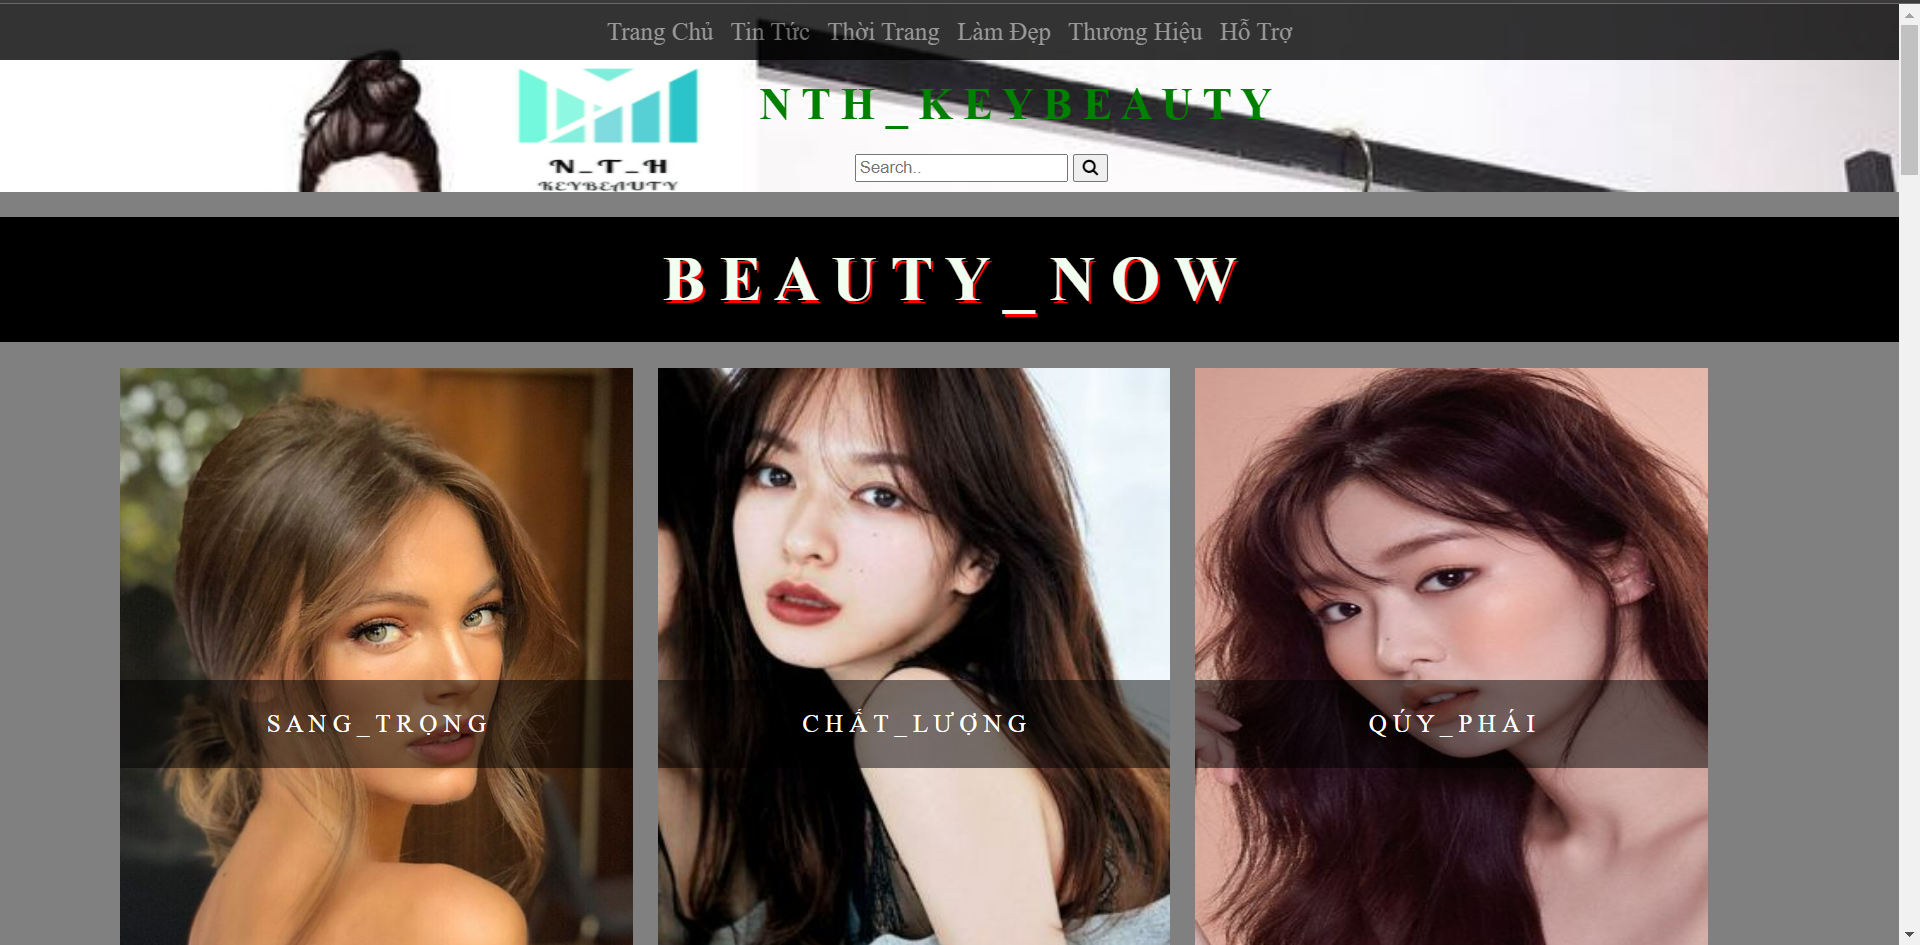 Trang Chủ Tin Tức Thời Trang Làm Đẹp Thương Hiệu Hỗ Trợ
NTH_KEYBEAUTY
N_T_H
KEYBEAUTY
Search..
BEAUTY_NOW
SANG_TRỌNG
CHẤT_LƯỢNG
QÚY_PHÁI